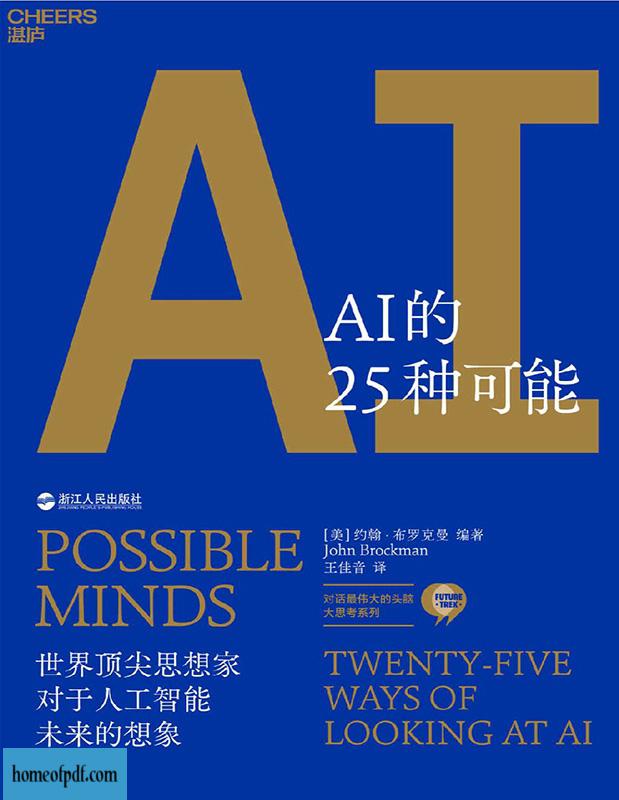 CHEERS
湛庐
AI
AI的
25种可能
浙江人民出版社
ZHEJIANG PEOPLE'S PUBLISHING HOUSE
POSSIBLE
MINDS
[美]约翰·布罗克曼 编著
John Brockman
王佳音 译
对话最伟大的头脑
大思考系列
FUTURE
TREK
世界顶尖思想家
对于人工智能
未来的想象
TWENTY-FIVE
WAYS OF
LOOKING AT AI
homeofpdf.com